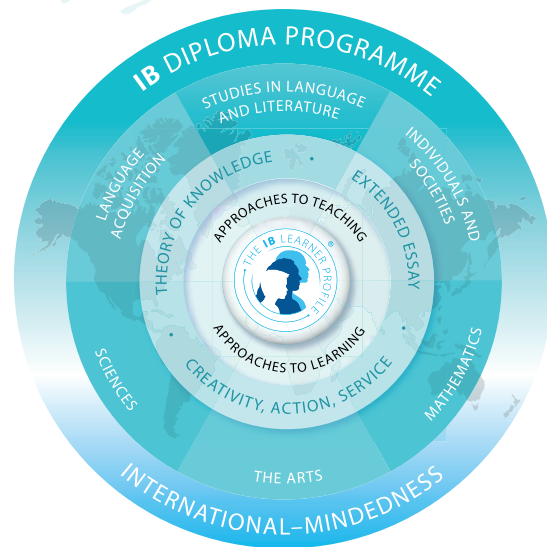 IB DIPLOMA PROGRAMME
STUDIES IN LANGUAGE
AND LITERATURE
LANGUAGE
ACQUISITION
INDIVIDUALS AND
SOCIETIES
THEORY OF KNOWLEDGE
EXTENDED ESSAY
APPROACHES TO TEACHING
THE IB LEARNER PROFILE
®
APPROACHES TO LEARNING
CREATIVITY, ACTION, SERVICE
SCIENCES
MATHEMATICS
THE ARTS
INTERNATIONAL–MINDEDNESS